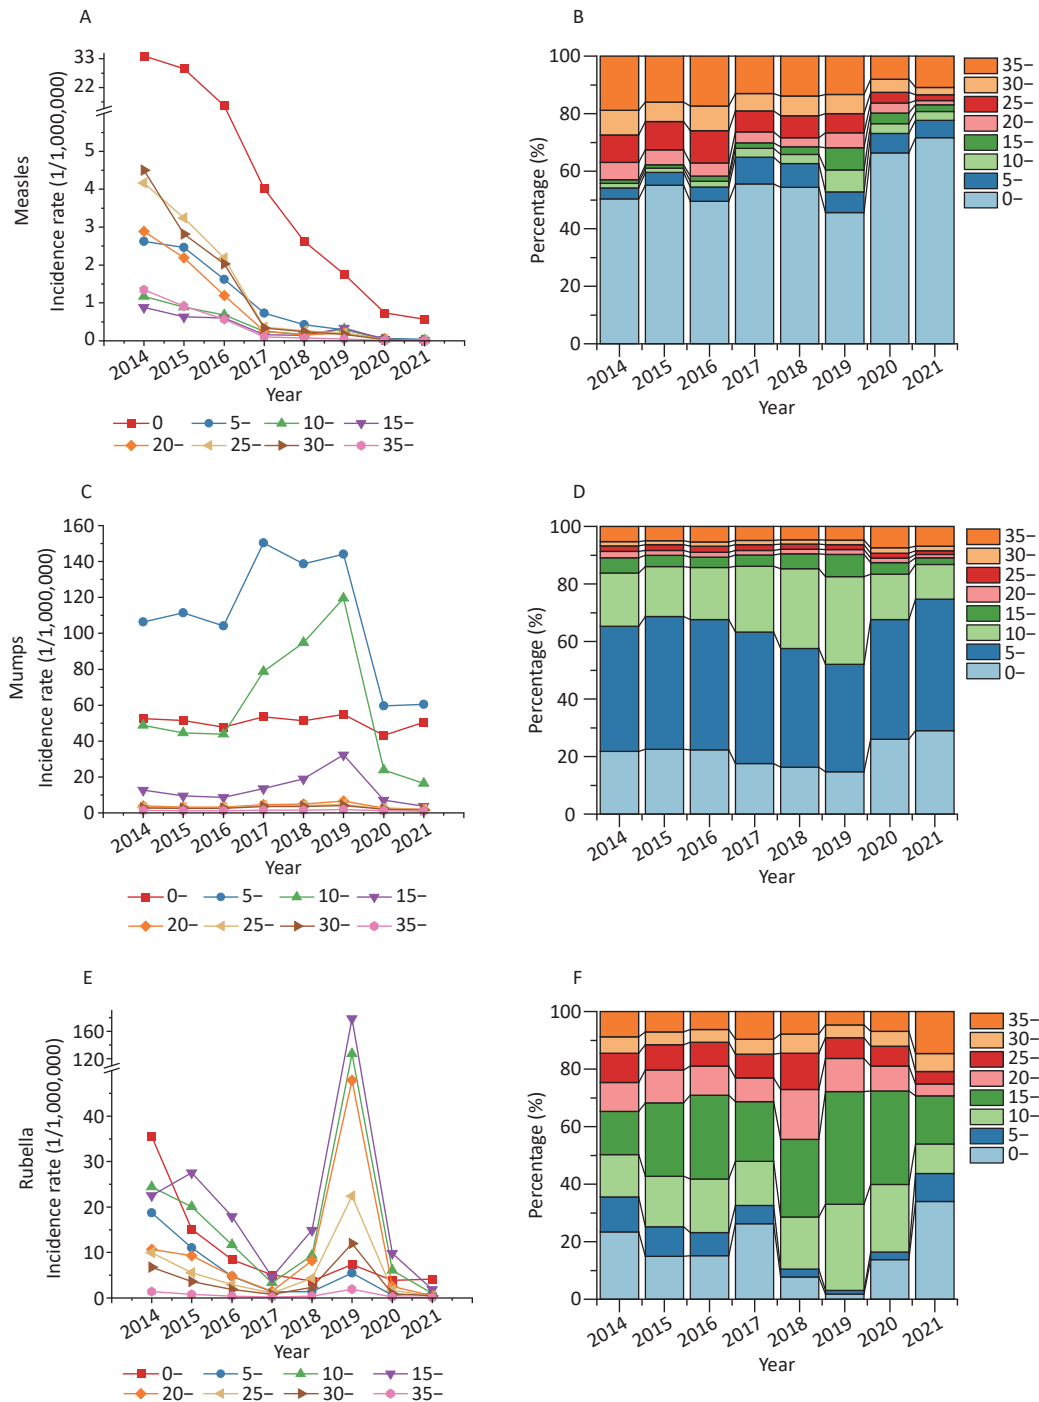 A
Measles
Incidence rate (1/1,000,000)
33
22
5
4
3
2
1
0
2014 2015 2016 2017 2018 2019 2020 2021
Year
0 5− 10− 15−
20− 25− 30− 35−
B
Percentage (%)
100
80
60
40
20
0
2014 2015 2016 2017 2018 2019 2020 2021
Year
35−
30−
25−
20−
15−
10−
5−
0−
C
Mumps
Incidence rate (1/1,000,000)
160
140
120
100
80
60
40
20
0
2014 2015 2016 2017 2018 2019 2020 2021
Year
0− 5− 10− 15−
20− 25− 30− 35−
D
Percentage (%)
100
80
60
40
20
0
2014 2015 2016 2017 2018 2019 2020 2021
Year
35−
30−
25−
20−
15−
10−
5−
0−
E
Rubella
Incidence rate (1/1,000,000)
160
120
40
30
20
10
0
2014 2015 2016 2017 2018 2019 2020 2021
Year
0− 5− 10− 15−
20− 25− 30− 35−
F
Percentage (%)
100
80
60
40
20
0
2014 2015 2016 2017 2018 2019 2020 2021
Year
35−
30−
25−
20−
15−
10−
5−
0−